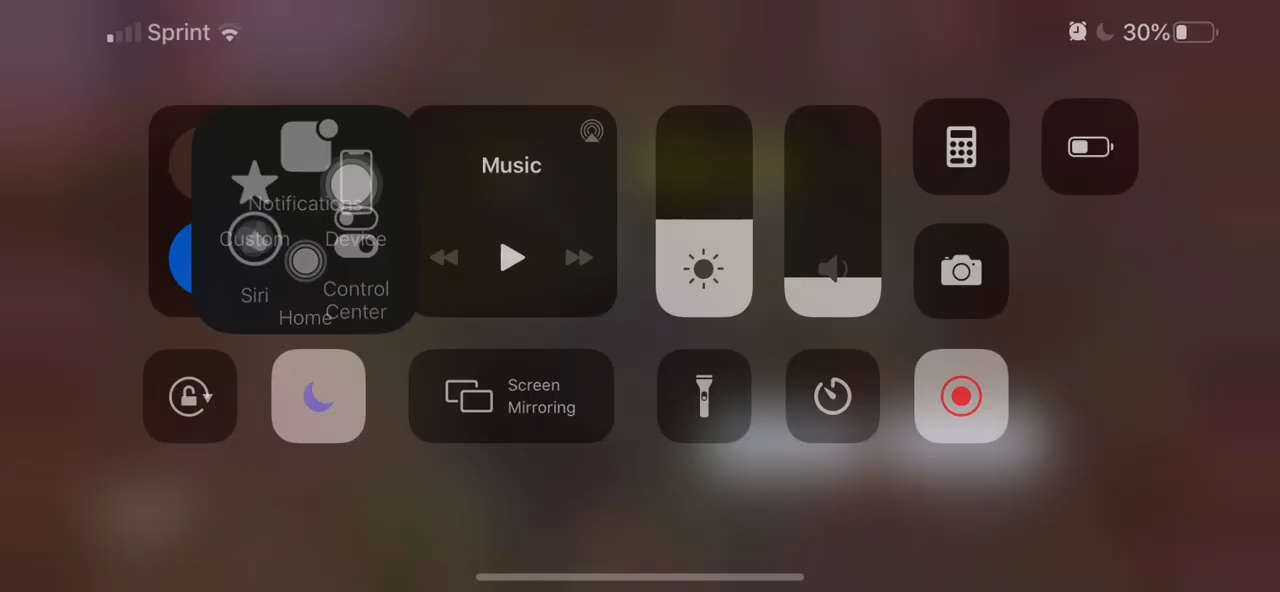 Sprint
30%
Music
Notifications
Custom
Device
Siri
Control
Center
Home
Screen
Mirroring